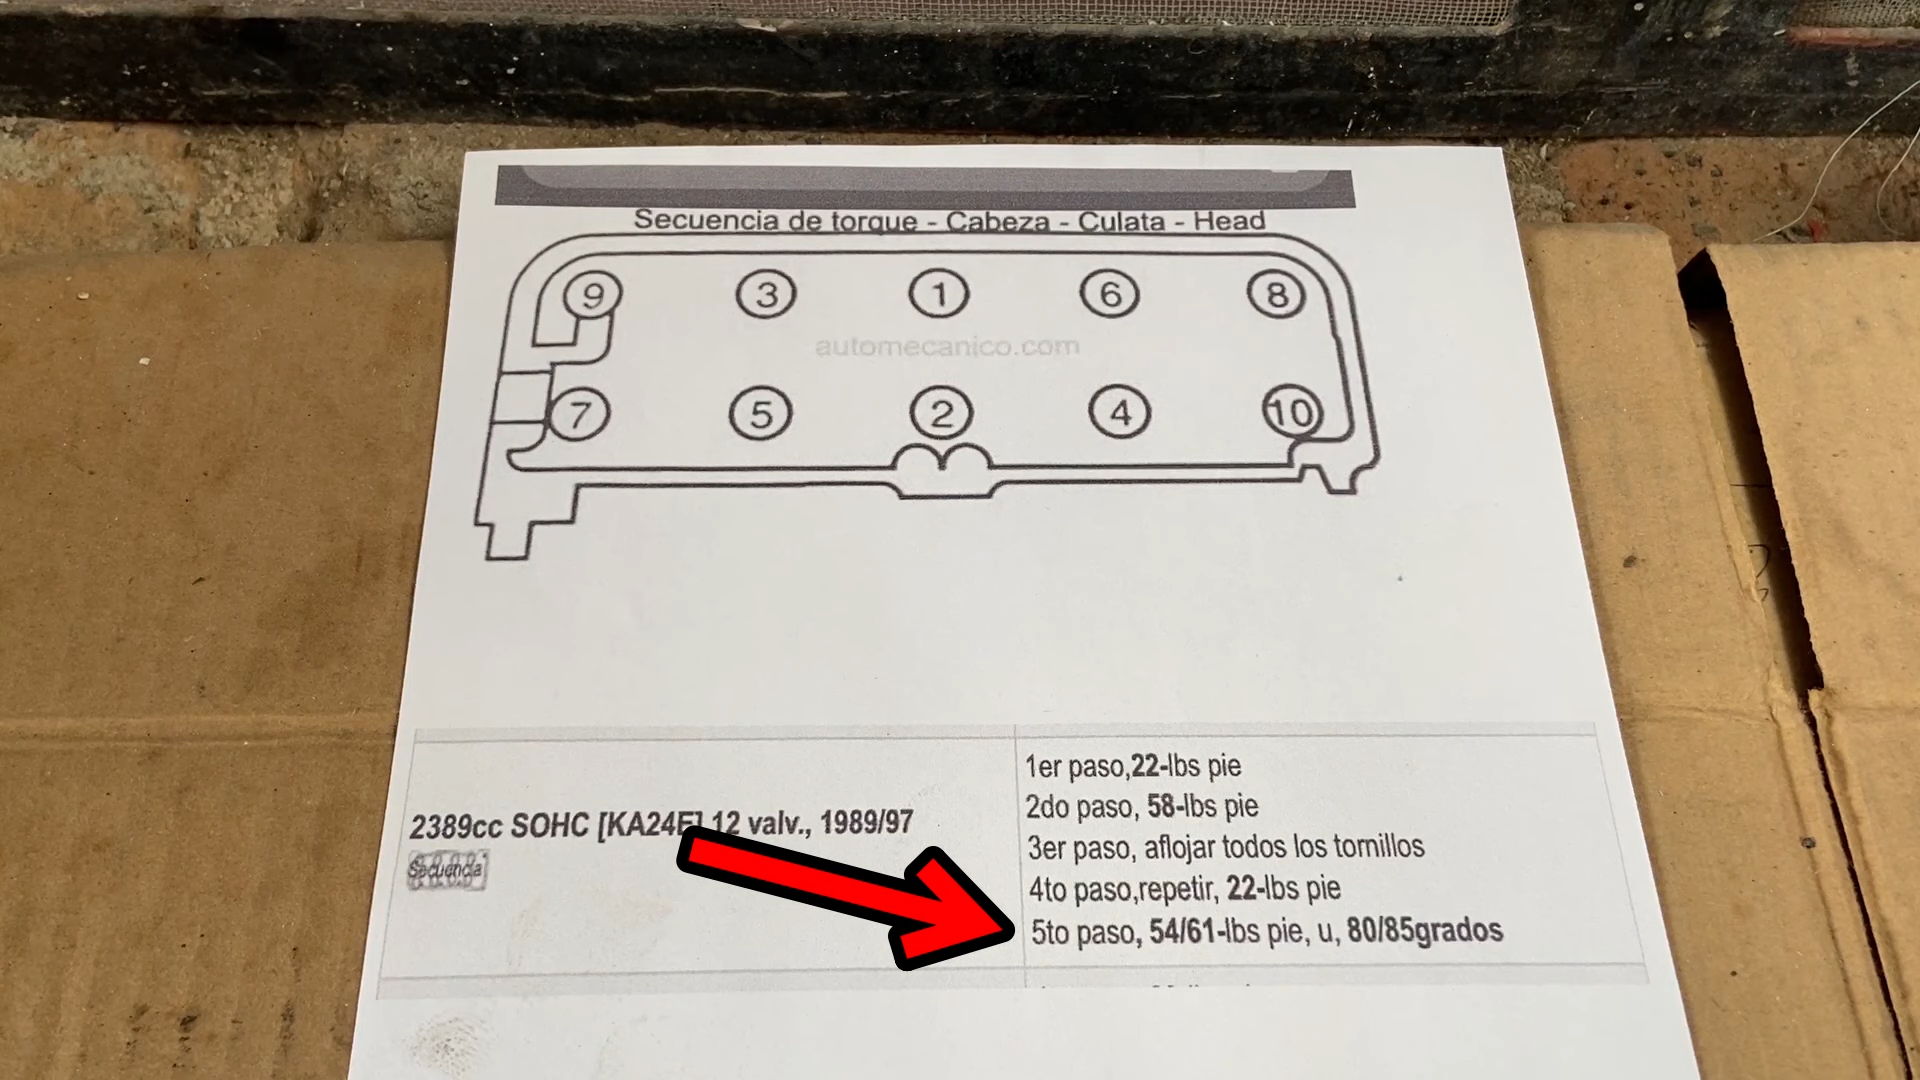 Secuencia de torque - Cabeza - Culata - Head
9 3 1 6 8
automecanico.com
7 5 2 4 10
2389cc SOHC [KA24E] 12 valv., 1989/97
Secuencia
1er paso,22-lbs pie
2do paso, 58-lbs pie
3er paso, aflojar todos los tornillos
4to paso,repetir, 22-lbs pie
5to paso, 54/61-lbs pie, u, 80/85grados